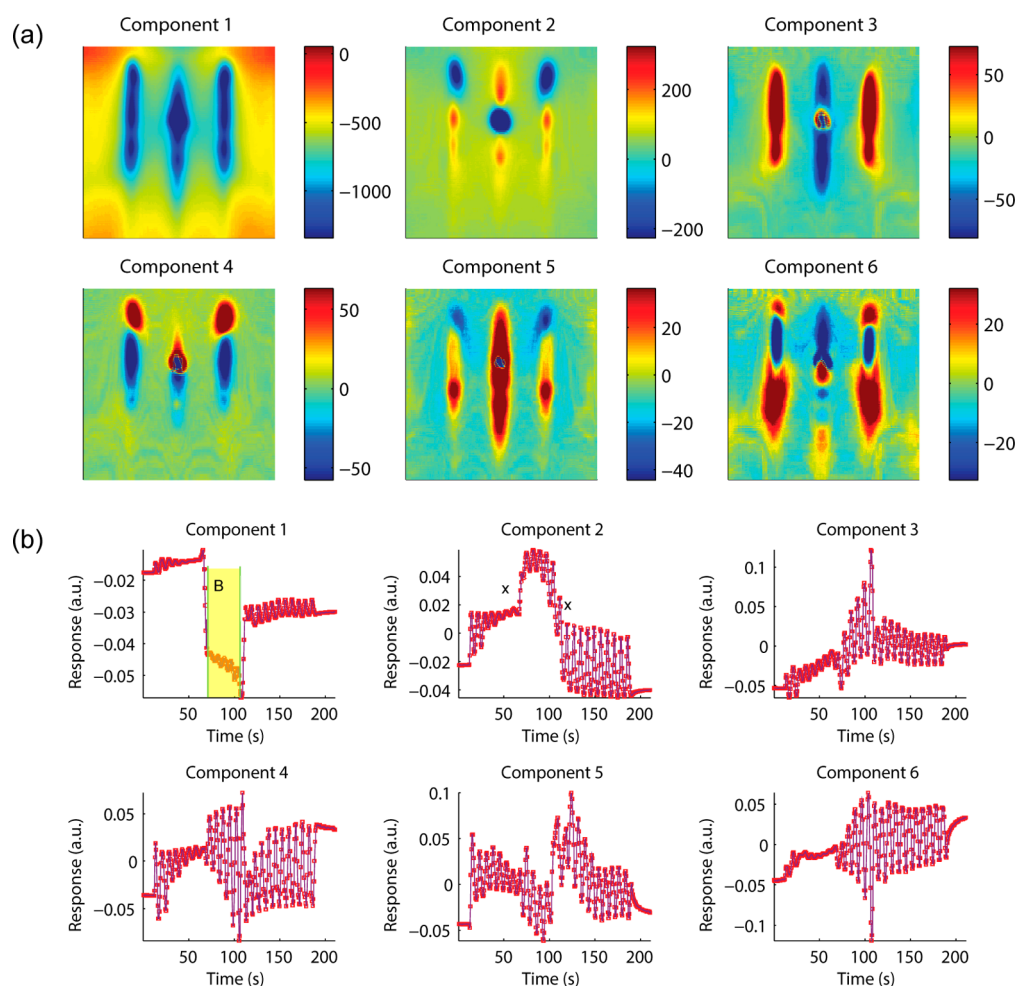 (a)
Component 1
0
−500
−1000
Component 2
200
0
−200
Component 3
50
0
−50
Component 4
50
0
−50
Component 5
20
0
−20
−40
Component 6
20
0
−20
(b)
Component 1
Response (a.u.)
−0.02
−0.03
−0.04
−0.05
B
50 100 150 200
Time (s)
Component 2
Response (a.u.)
0.04
0.02
0
−0.02
−0.04
x
x
50 100 150 200
Time (s)
Component 3
Response (a.u.)
0.1
0.05
0
−0.05
50 100 150 200
Time (s)
Component 4
Response (a.u.)
0.05
0
−0.05
50 100 150 200
Time (s)
Component 5
Response (a.u.)
0.1
0.05
0
−0.05
50 100 150 200
Time (s)
Component 6
Response (a.u.)
0.05
0
−0.05
−0.1
50 100 150 200
Time (s)